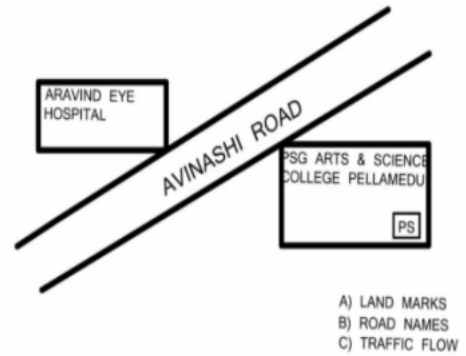 ARAVIND EYE
HOSPITAL
AVINASHI ROAD
PSG ARTS & SCIENCE
COLLEGE PELLAMEDU
PS
A) LAND MARKS
B) ROAD NAMES
C) TRAFFIC FLOW